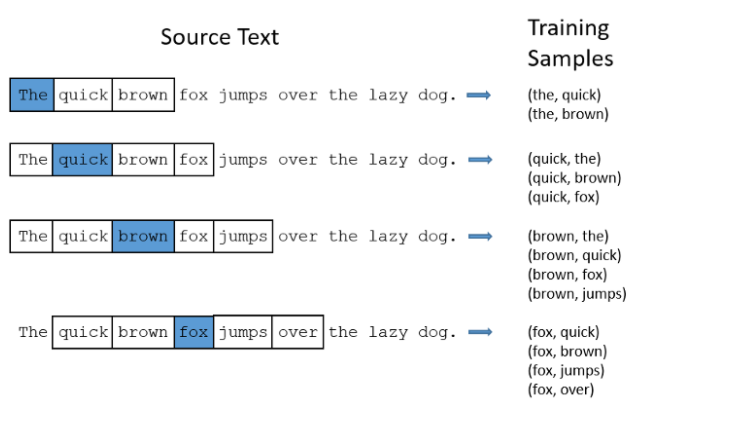 Source Text
Training
Samples
The quick brown fox jumps over the lazy dog.
(the, quick)
(the, brown)
The quick brown fox jumps over the lazy dog.
(quick, the)
(quick, brown)
(quick, fox)
The quick brown fox jumps over the lazy dog.
(brown, the)
(brown, quick)
(brown, fox)
(brown, jumps)
The quick brown fox jumps over the lazy dog.
(fox, quick)
(fox, brown)
(fox, jumps)
(fox, over)